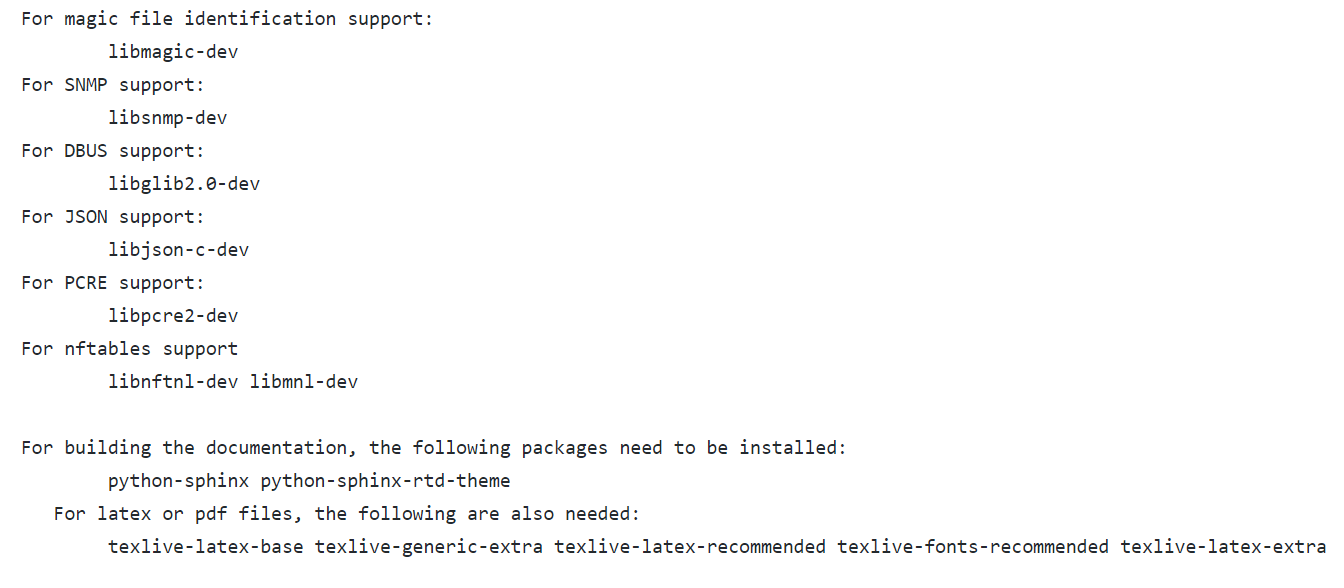 For magic file identification support:
libmagic-dev
For SNMP support:
libsnmp-dev
For DBUS support:
libglib2.0-dev
For JSON support:
libjson-c-dev
For PCRE support:
libpcre2-dev
For nftables support
libnftnl-dev libmnl-dev
For building the documentation, the following packages need to be installed:
python-sphinx python-sphinx-rtd-theme
For latex or pdf files, the following are also needed:
texlive-latex-base texlive-generic-extra texlive-latex-recommended texlive-fonts-recommended texlive-latex-extra